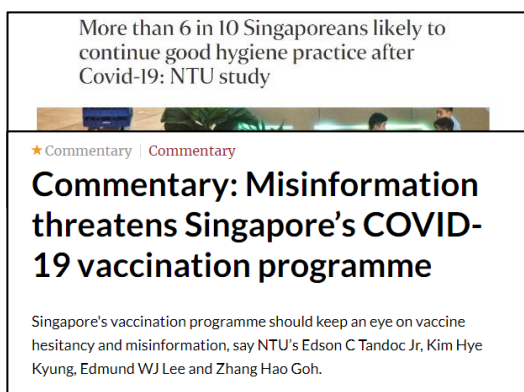 More than 6 in 10 Singaporeans likely to
continue good hygiene practice after
Covid-19: NTU study
★ Commentary | Commentary
Commentary: Misinformation
threatens Singapore's COVID-
19 vaccination programme
Singapore's vaccination programme should keep an eye on vaccine
hesitancy and misinformation, say NTU's Edson C Tandoc Jr, Kim Hye
Kyung, Edmund WJ Lee and Zhang Hao Goh.